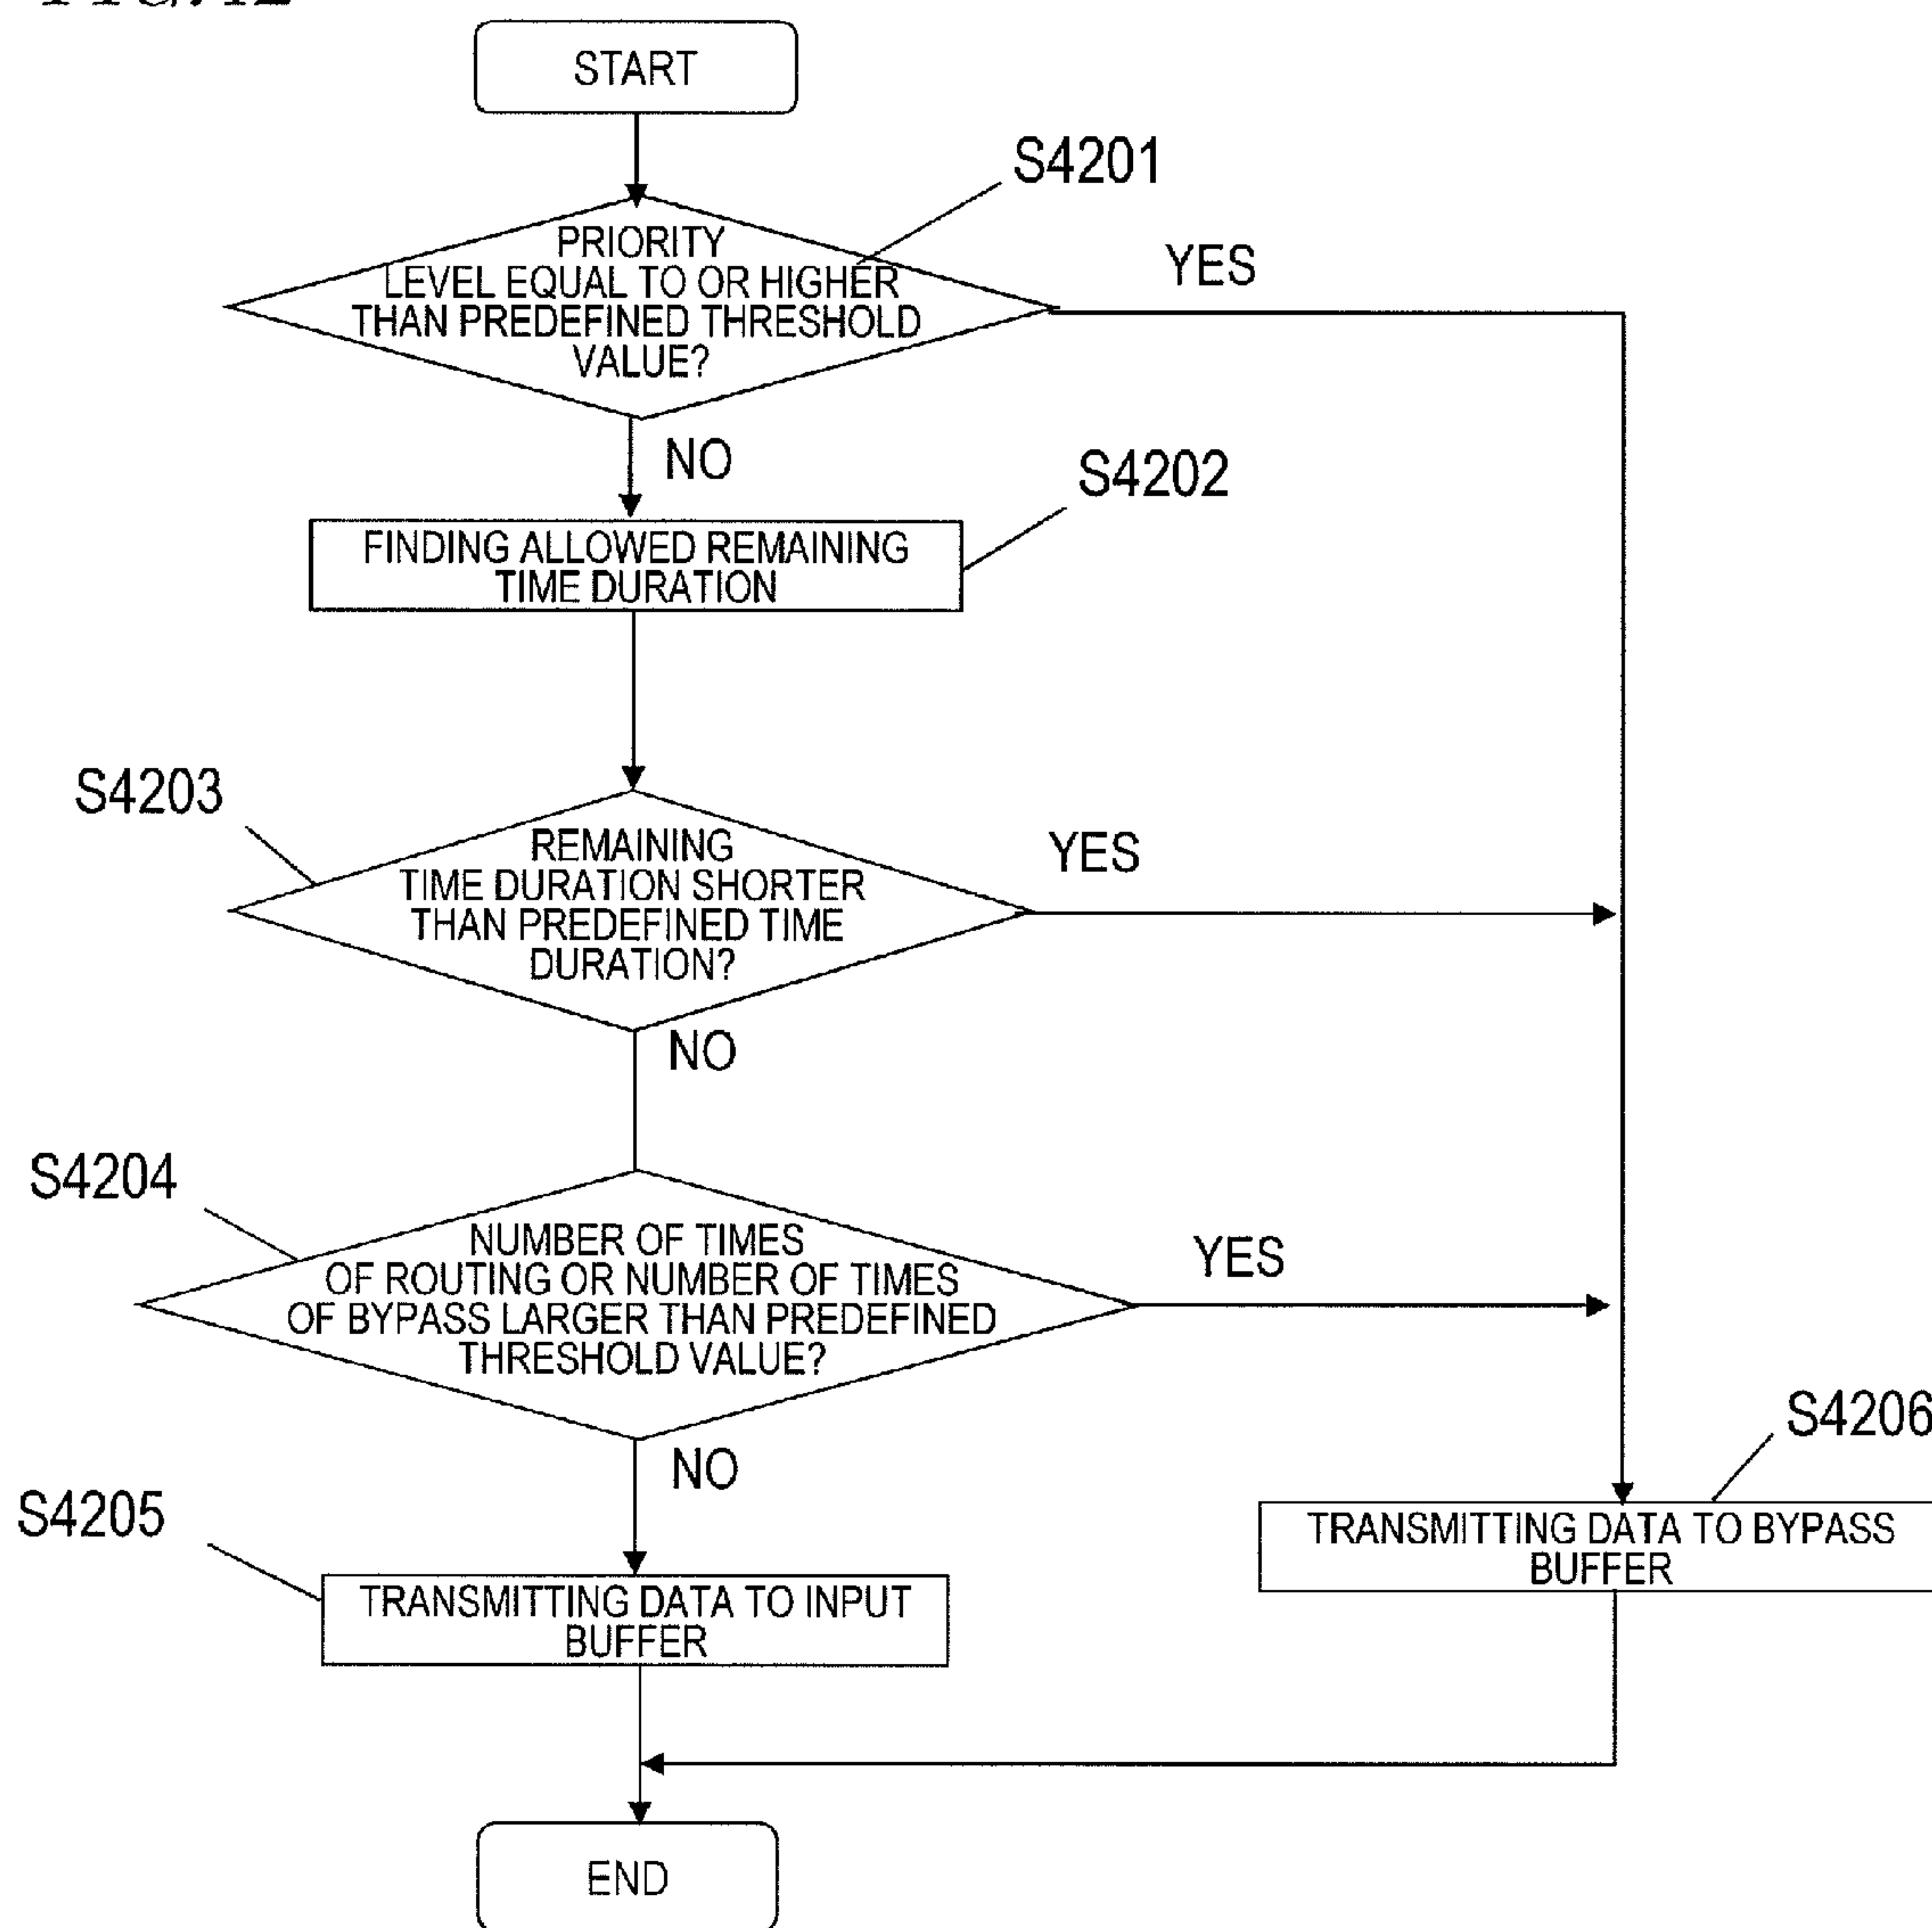 START
S4201
PRIORITY
LEVEL EQUAL TO OR HIGHER
THAN PREDEFINED THRESHOLD
VALUE?
YES
NO
S4202
FINDING ALLOWED REMAINING
TIME DURATION
S4203
REMAINING
TIME DURATION SHORTER
THAN PREDEFINED TIME
DURATION?
YES
NO
S4204
NUMBER OF TIMES
OF ROUTING OR NUMBER OF TIMES
OF BYPASS LARGER THAN PREDEFINED
THRESHOLD VALUE?
YES
NO
S4206
TRANSMITTING DATA TO BYPASS
BUFFER
S4205
TRANSMITTING DATA TO INPUT
BUFFER
END